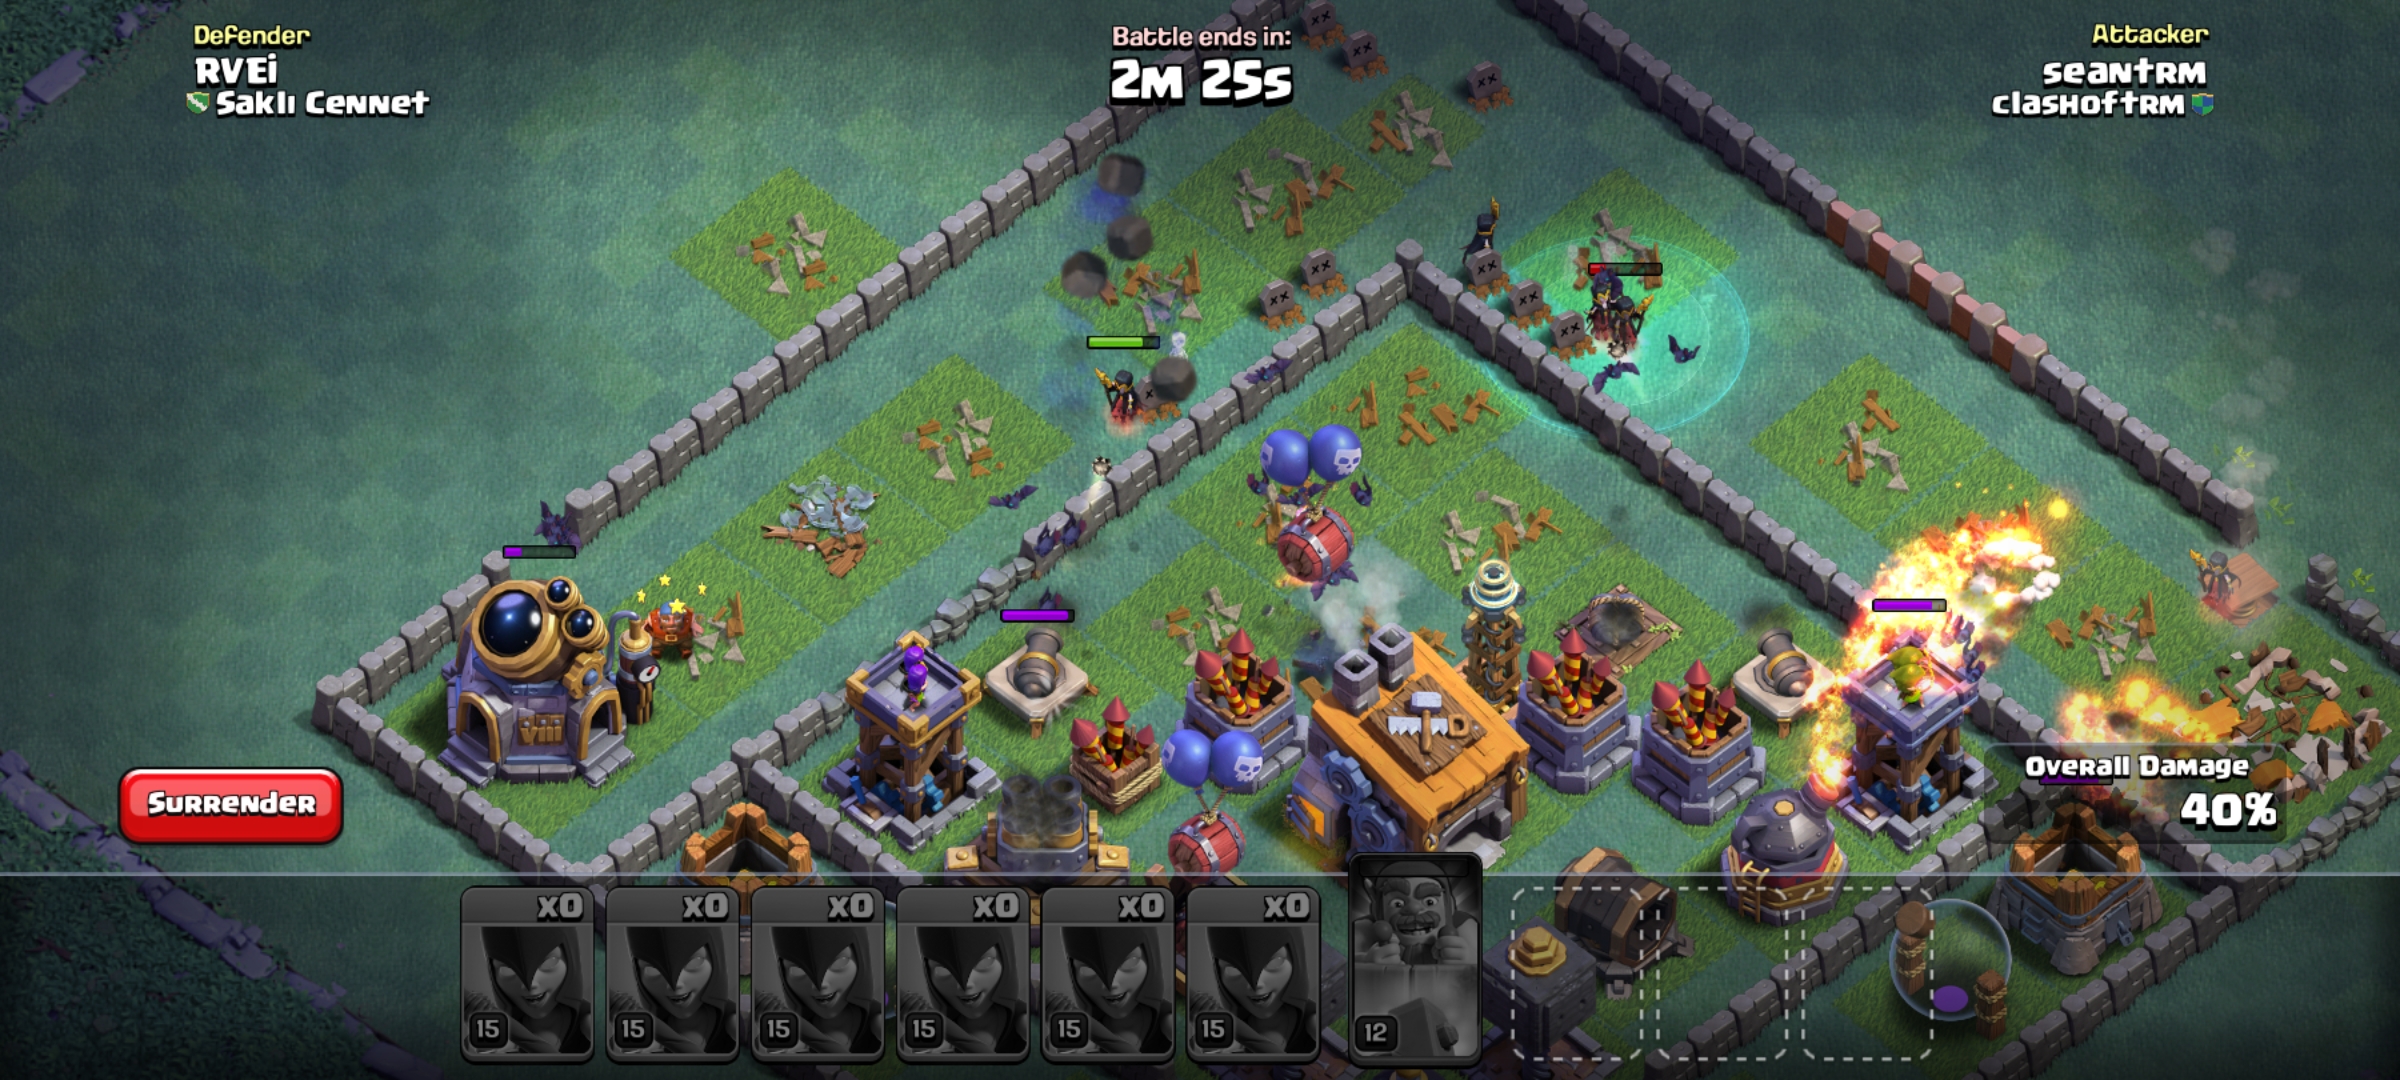 Defender
RVEi
Saklı Cennet
Battle ends in:
2M 25s
Attacker
seantRM
clashoftRM
viii
Surrender
Overall Damage
40%
x0
x0
x0
x0
x0
x0
15
15
15
15
15
15
12